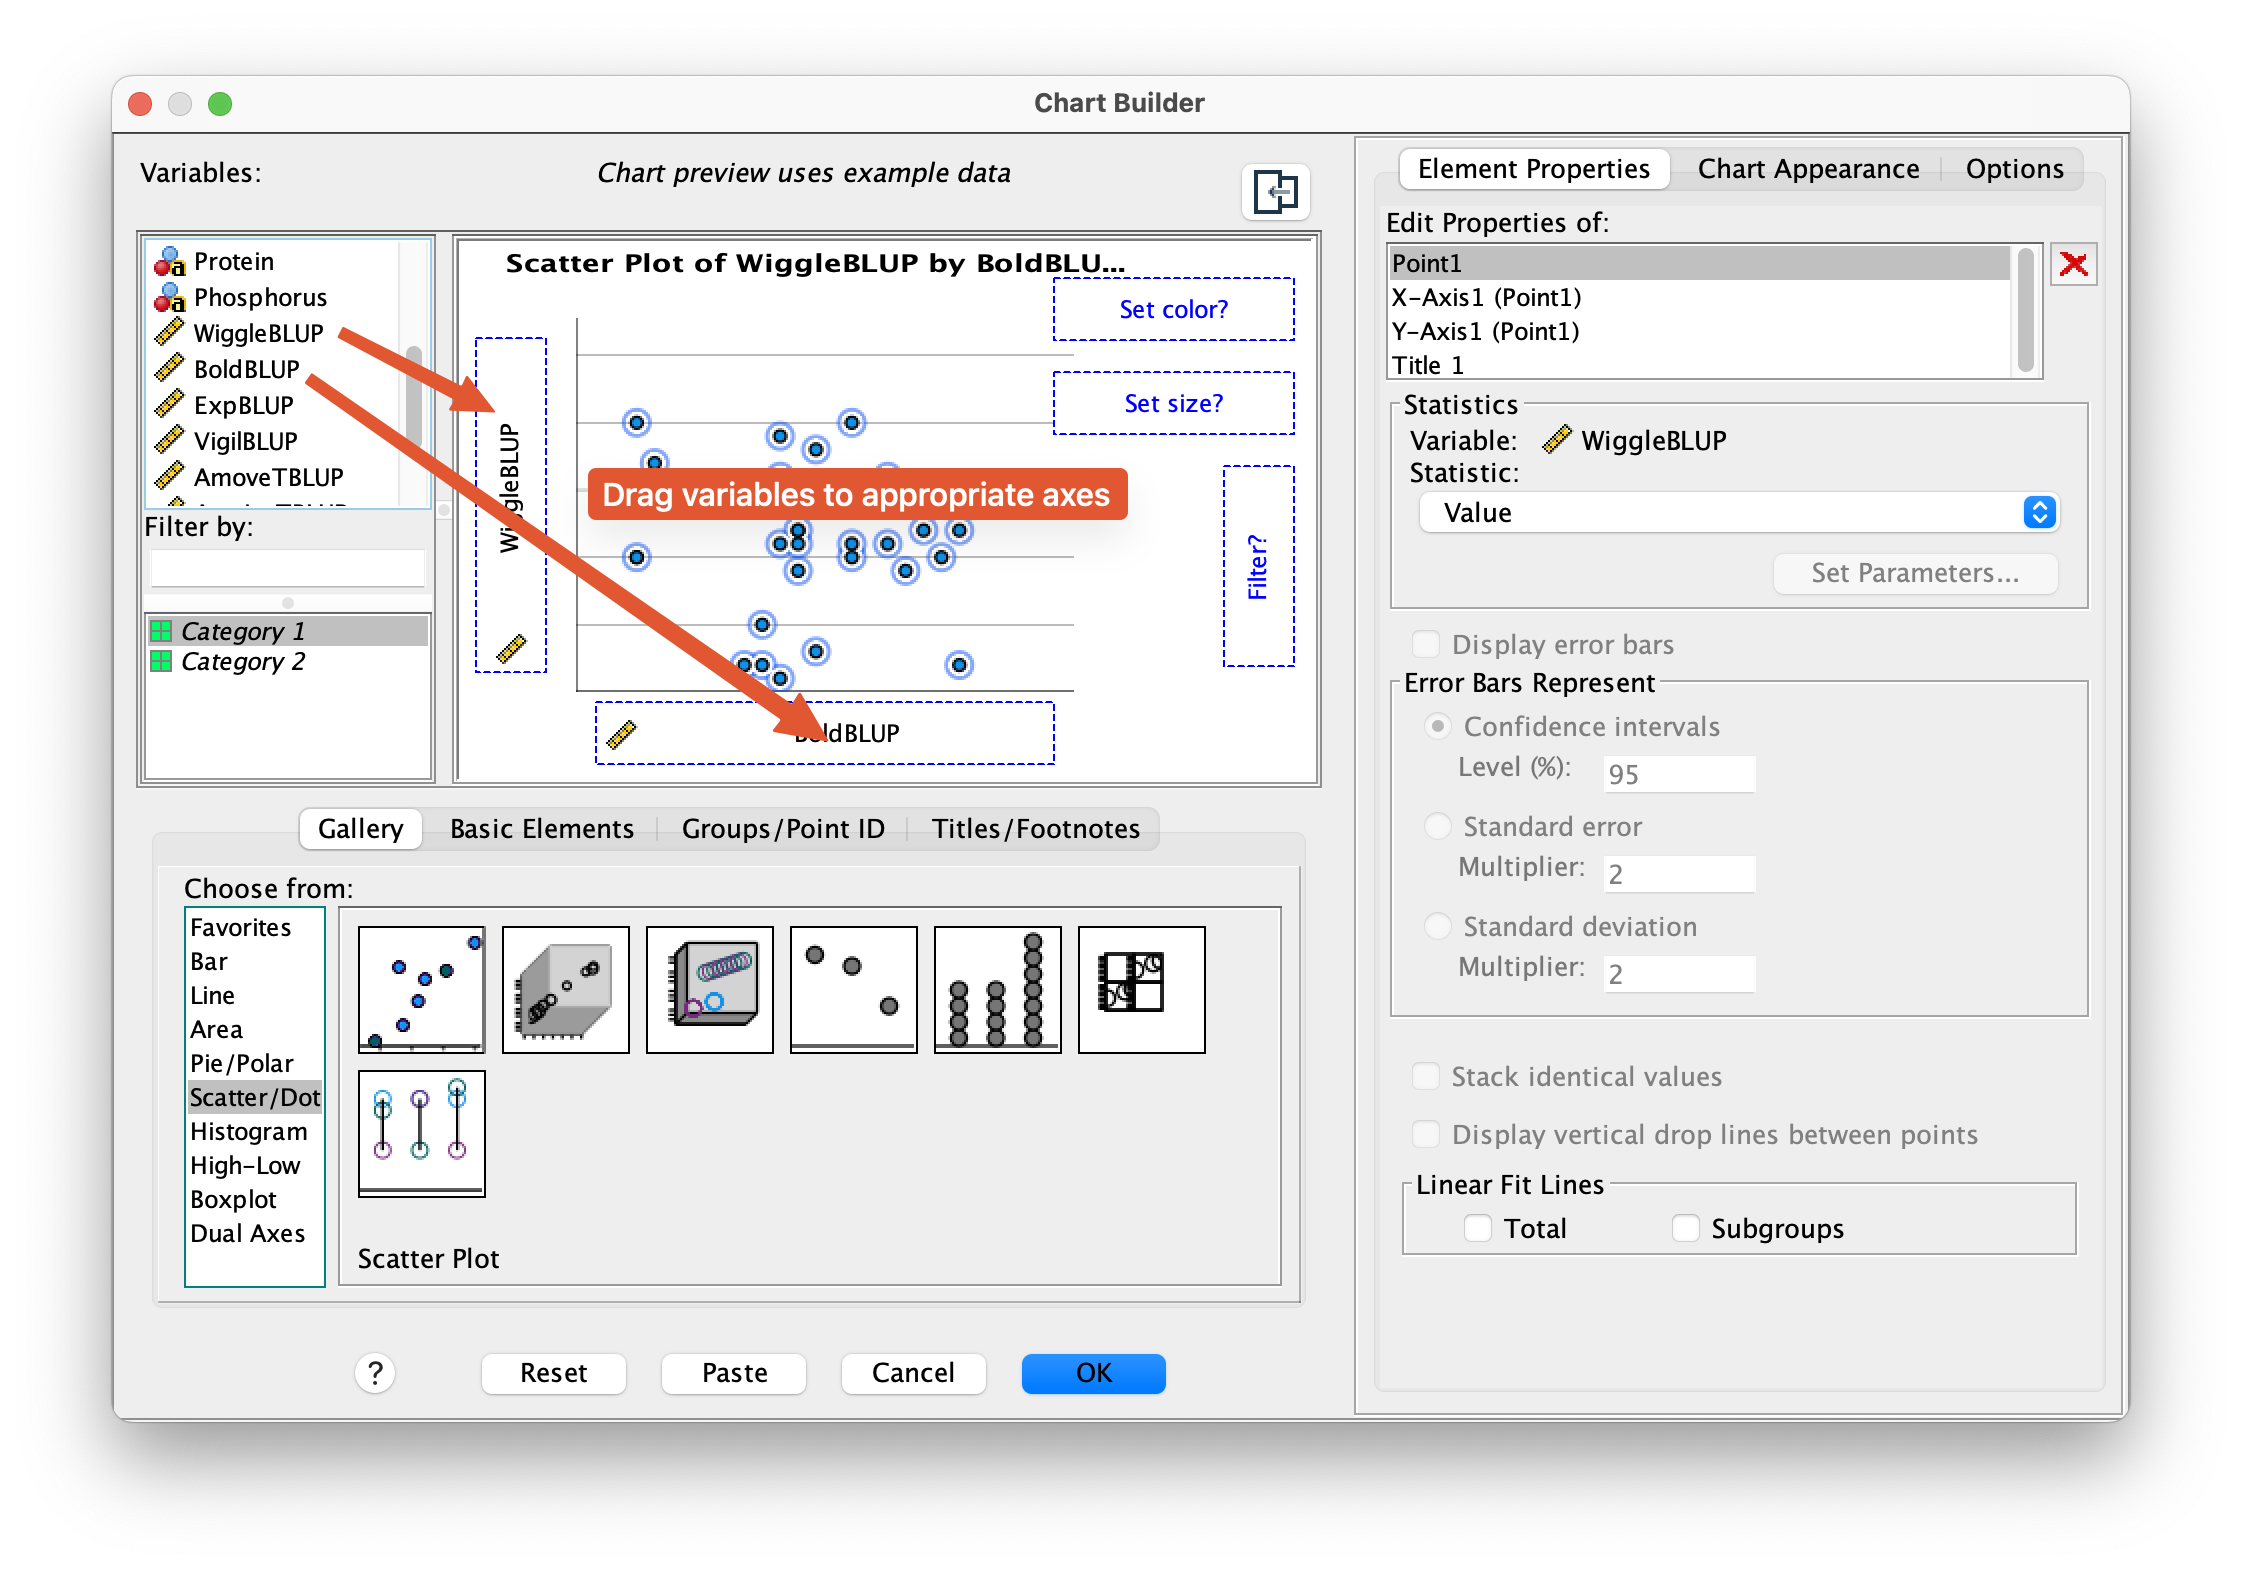 Chart Builder
Variables:
Chart preview uses example data
Protein
Phosphorus
WiggleBLUP
BoldBLUP
ExpBLUP
VigilBLUP
AmoveTBLUP
Filter by:
Category 1
Category 2
Scatter Plot of WiggleBLUP by BoldBLU...
Set color?
Set size?
Filter?
WiggleBLUP
Drag variables to appropriate axes
BoldBLUP
Gallery
Basic Elements
Groups/Point ID
Titles/Footnotes
Choose from:
Favorites
Bar
Line
Area
Pie/Polar
Scatter/Dot
Histogram
High-Low
Boxplot
Dual Axes
Scatter Plot
?
Reset
Paste
Cancel
OK
Element Properties
Chart Appearance
Options
Edit Properties of:
Point1
X-Axis1 (Point1)
Y-Axis1 (Point1)
Title 1
Statistics
Variable: WiggleBLUP
Statistic:
Value
Set Parameters...
Display error bars
Error Bars Represent
Confidence intervals
Level (%): 95
Standard error
Multiplier: 2
Standard deviation
Multiplier: 2
Stack identical values
Display vertical drop lines between points
Linear Fit Lines
Total
Subgroups